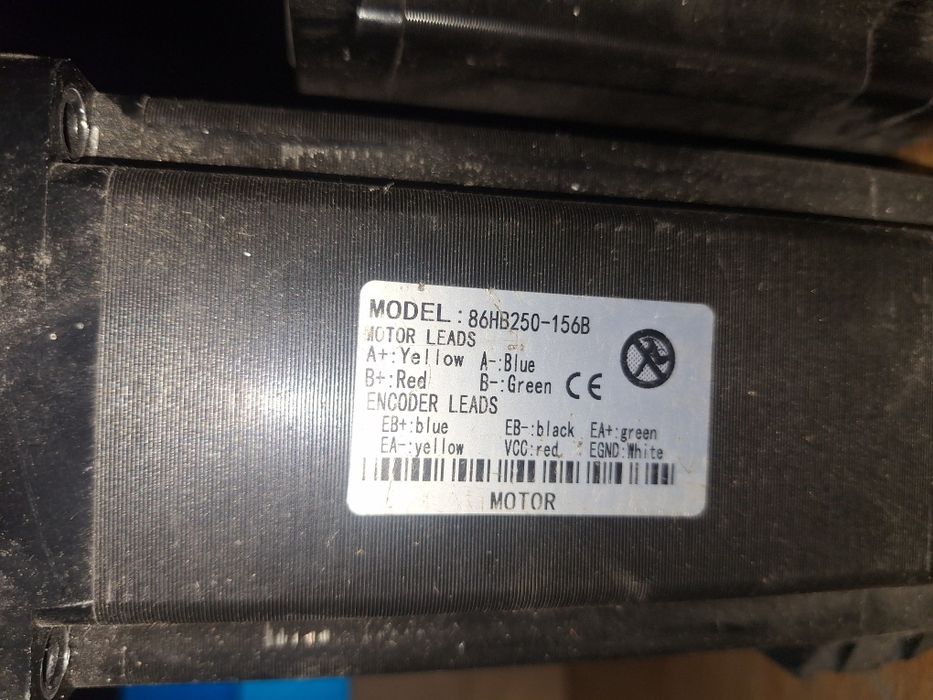 MODEL: 86HB250-156B
MOTOR LEADS
A+:Yellow A-:Blue
B+:Red B-:Green CE
ENCODER LEADS
EB+:blue EB-:black EA+:green
EA-:yellow VCC:red EGND:White
MOTOR